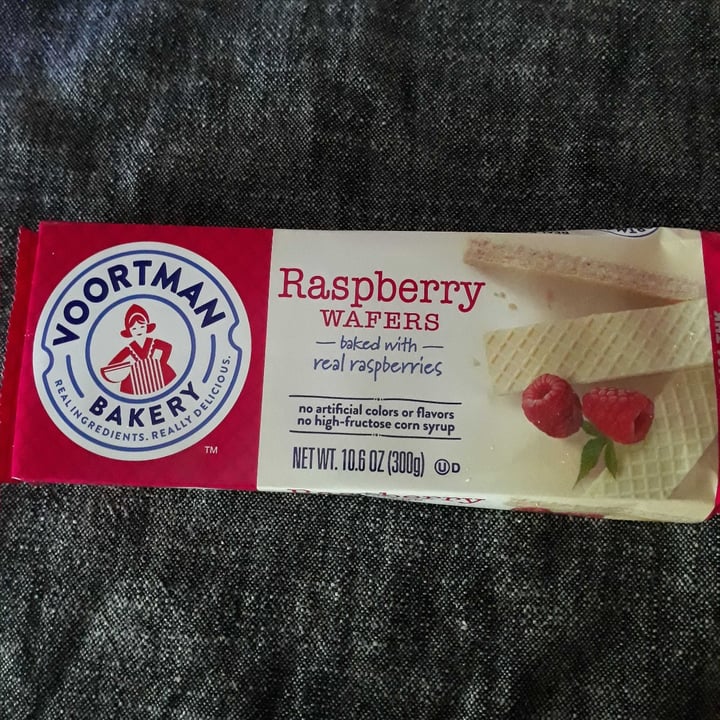 VOORTMAN
BAKERY
REAL INGREDIENTS. REALLY DELICIOUS.
TM
Raspberry
WAFERS
baked with
real raspberries
no artificial colors or flavors
no high-fructose corn syrup
NET WT. 10.6 OZ (300g) U D
Raspberry